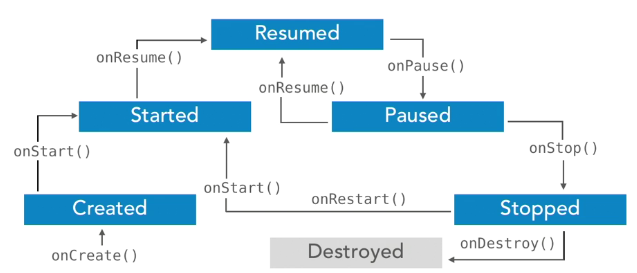 Resumed
onResume()
onPause()
onResume()
Started
Paused
onStart()
onStop()
onStart()
onRestart()
Created
Stopped
onCreate()
Destroyed
onDestroy()